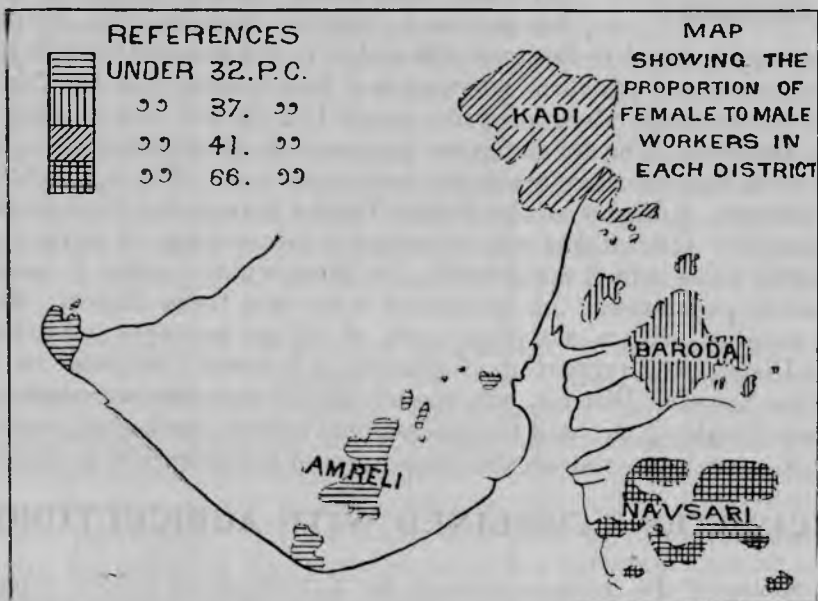 REFERENCES
UNDER 32. P.C.
” 37. ”
” 41. ”
” 66. ”
MAP
SHOWING THE
PROPORTION OF
FEMALE TO MALE
WORKERS IN
EACH DISTRICT
KADI
BARODA
AMRELI
NAVSARI